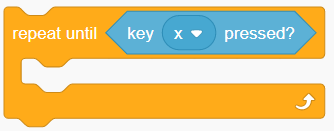 repeat until key x pressed?